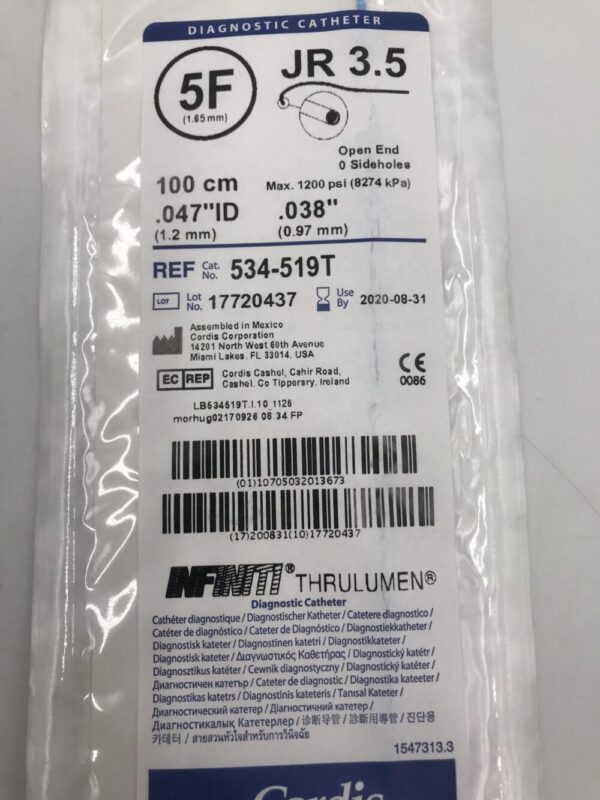 DIAGNOSTIC CATHETER
5F
(1.65 mm)
JR 3.5
Open End
0 Sideholes
100 cm
Max. 1200 psi (8274 kPa)
.047"ID
.038"
(1.2 mm)
(0.97 mm)
REF Cat. No. 534-519T
LOT Lot No. 17720437
Use By 2020-08-31
Assembled in Mexico
Cordis Corporation
14201 North West 60th Avenue
Miami Lakes, FL 33014, USA
EC REP
Cordis Cashel, Cahir Road,
Cashel, Co Tipperary, Ireland
CE
0086
LB534519T.I.10 1126
morhug02170926 08.34 FP
(01)10705032013673
(17)200831(10)17720437
INFINITI® THRULUMEN®
Diagnostic Catheter
Cathéter diagnostique / Diagnostischer Katheter / Catetere diagnostico /
Catéter de diagnóstico / Cateter de Diagnóstico / Diagnostiekkatheter /
Diagnostisk kateter / Diagnostinen katetri / Diagnostikkateter /
Diagnostisk kateter / Διαγνωστικός Καθετήρας / Diagnostický katétr /
Diagnosztikus katéter / Cewnik diagnostyczny / Diagnostický katéter /
Диагностичен катетър / Cateter de diagnostic / Diagnostika kateeter /
Diagnostikas katetrs / Diagnostinis kateteris / Tanısal Kateter /
Диагностический катетер / Діагностичний катетер /
Диагностикалық Катетерлер / 诊断导管 / 診斷用導管 / 진단용
카테터 / สายสวนหัวใจสำหรับการวินิจฉัย
1547313.3
Cordis